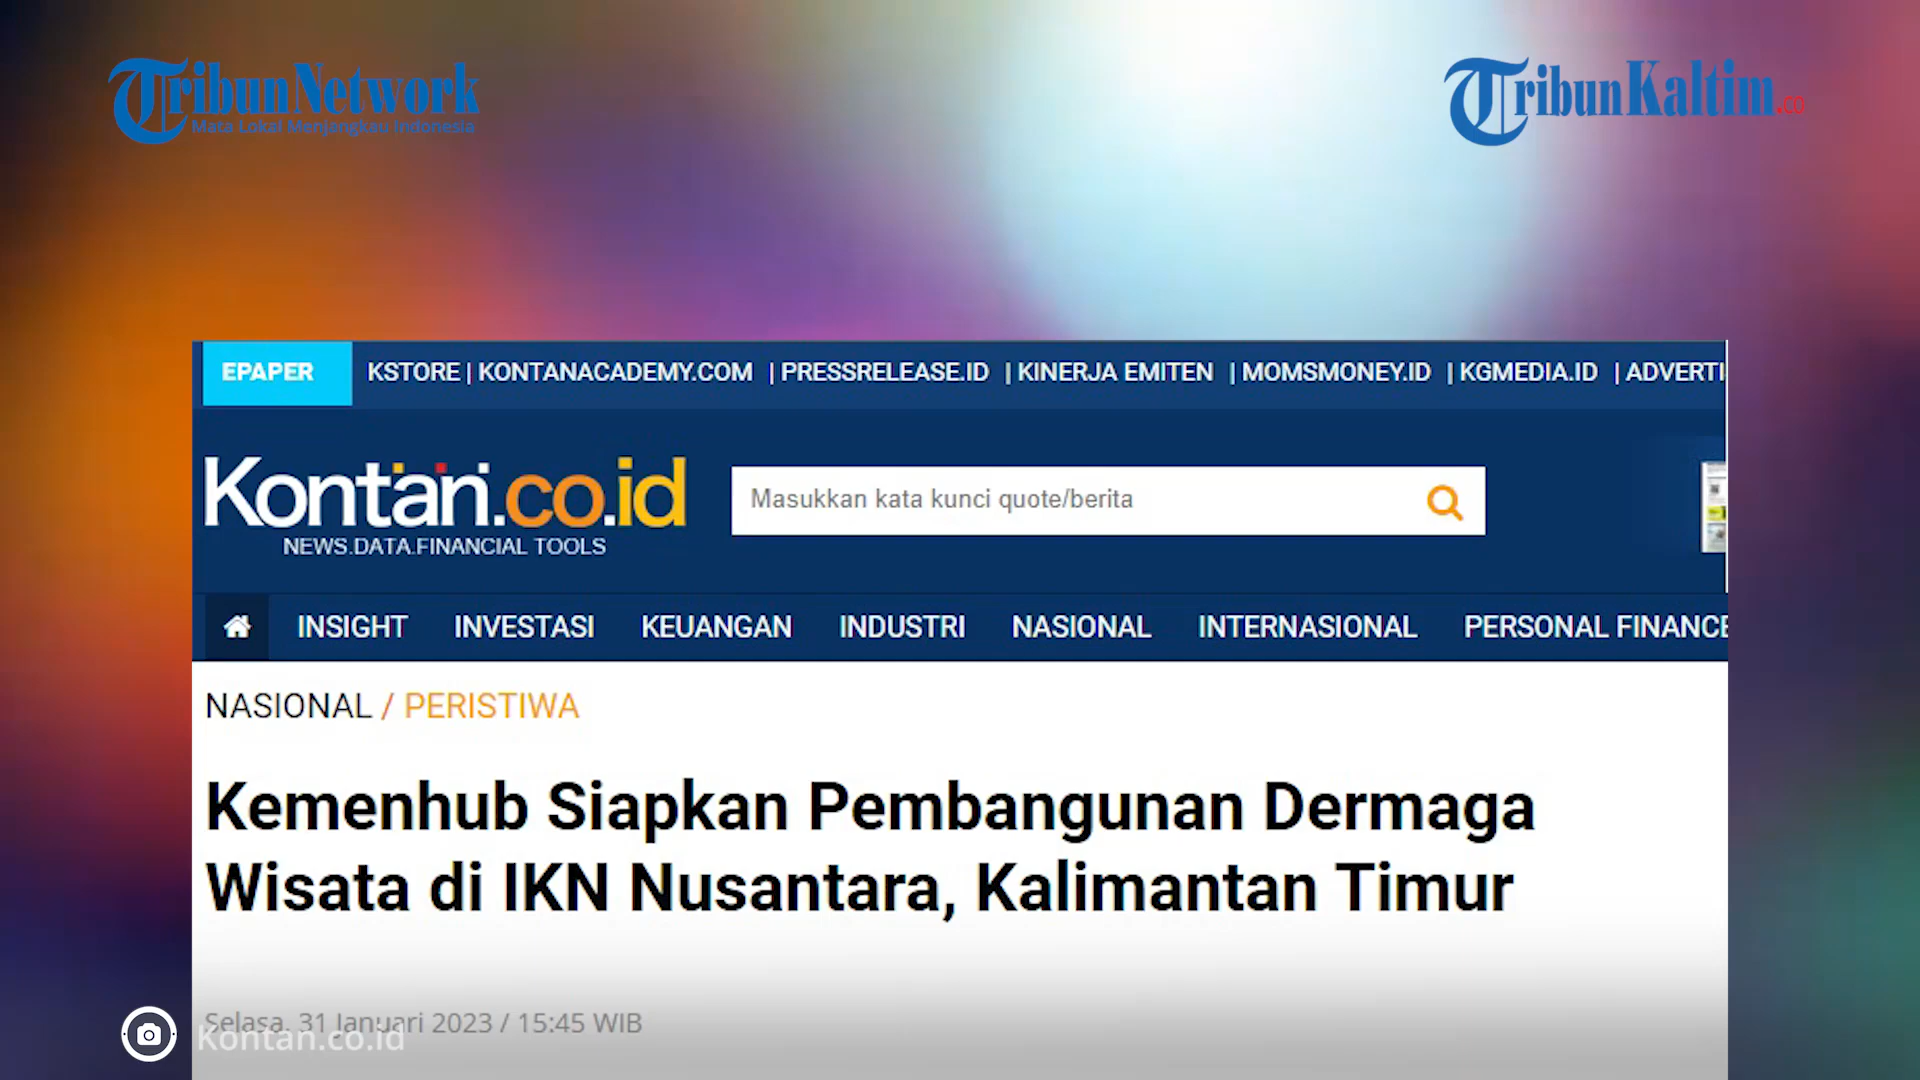 TribunNetwork
Mata Lokal Menjangkau Indonesia
TribunKaltim.co
EPAPER
KSTORE | KONTANACADEMY.COM | PRESSRELEASE.ID | KINERJA EMITEN | MOMSMONEY.ID | KGMEDIA.ID | ADVERTI
Kontan.co.id
NEWS.DATA.FINANCIAL TOOLS
Masukkan kata kunci quote/berita
INSIGHT INVESTASI KEUANGAN INDUSTRI NASIONAL INTERNASIONAL PERSONAL FINANCE
NASIONAL / PERISTIWA
Kemenhub Siapkan Pembangunan Dermaga
Wisata di IKN Nusantara, Kalimantan Timur
Selasa, 31 Januari 2023 / 15:45 WIB
Kontan.co.id